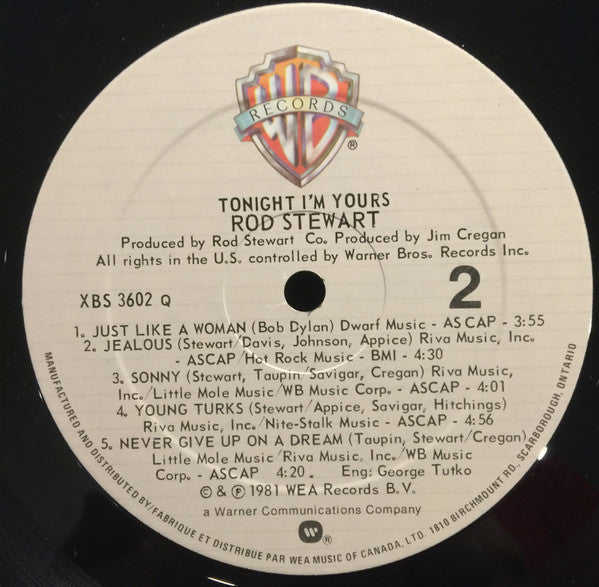 WB
RECORDS
®
TONIGHT I'M YOURS
ROD STEWART
Produced by Rod Stewart Co. Produced by Jim Cregan
All rights in the U.S. controlled by Warner Bros. Records Inc.
XBS 3602 Q
2
1. JUST LIKE A WOMAN (Bob Dylan) Dwarf Music - ASCAP - 3:55
2. JEALOUS (Stewart/Davis, Johnson, Appice) Riva Music, Inc.
- ASCAP/Hot Rock Music - BMI - 4:30
3. SONNY (Stewart, Taupin/Savigar, Cregan) Riva Music,
Inc./Little Mole Music/WB Music Corp. - ASCAP - 4:01
4. YOUNG TURKS (Stewart/Appice, Savigar, Hitchings)
Riva Music, Inc./Nite-Stalk Music - ASCAP - 4:56
5. NEVER GIVE UP ON A DREAM (Taupin, Stewart/Cregan)
Little Mole Music/Riva Music, Inc./WB Music
Corp. - ASCAP 4:20. Eng: George Tutko
© & ℗ 1981 WEA Records B.V.
a Warner Communications Company
®
MANUFACTURED AND DISTRIBUTED BY/FABRIQUE ET DISTRIBUE PAR WEA MUSIC OF CANADA, LTD. 1810 BIRCHMOUNT RD., SCARBOROUGH, ONTARIO